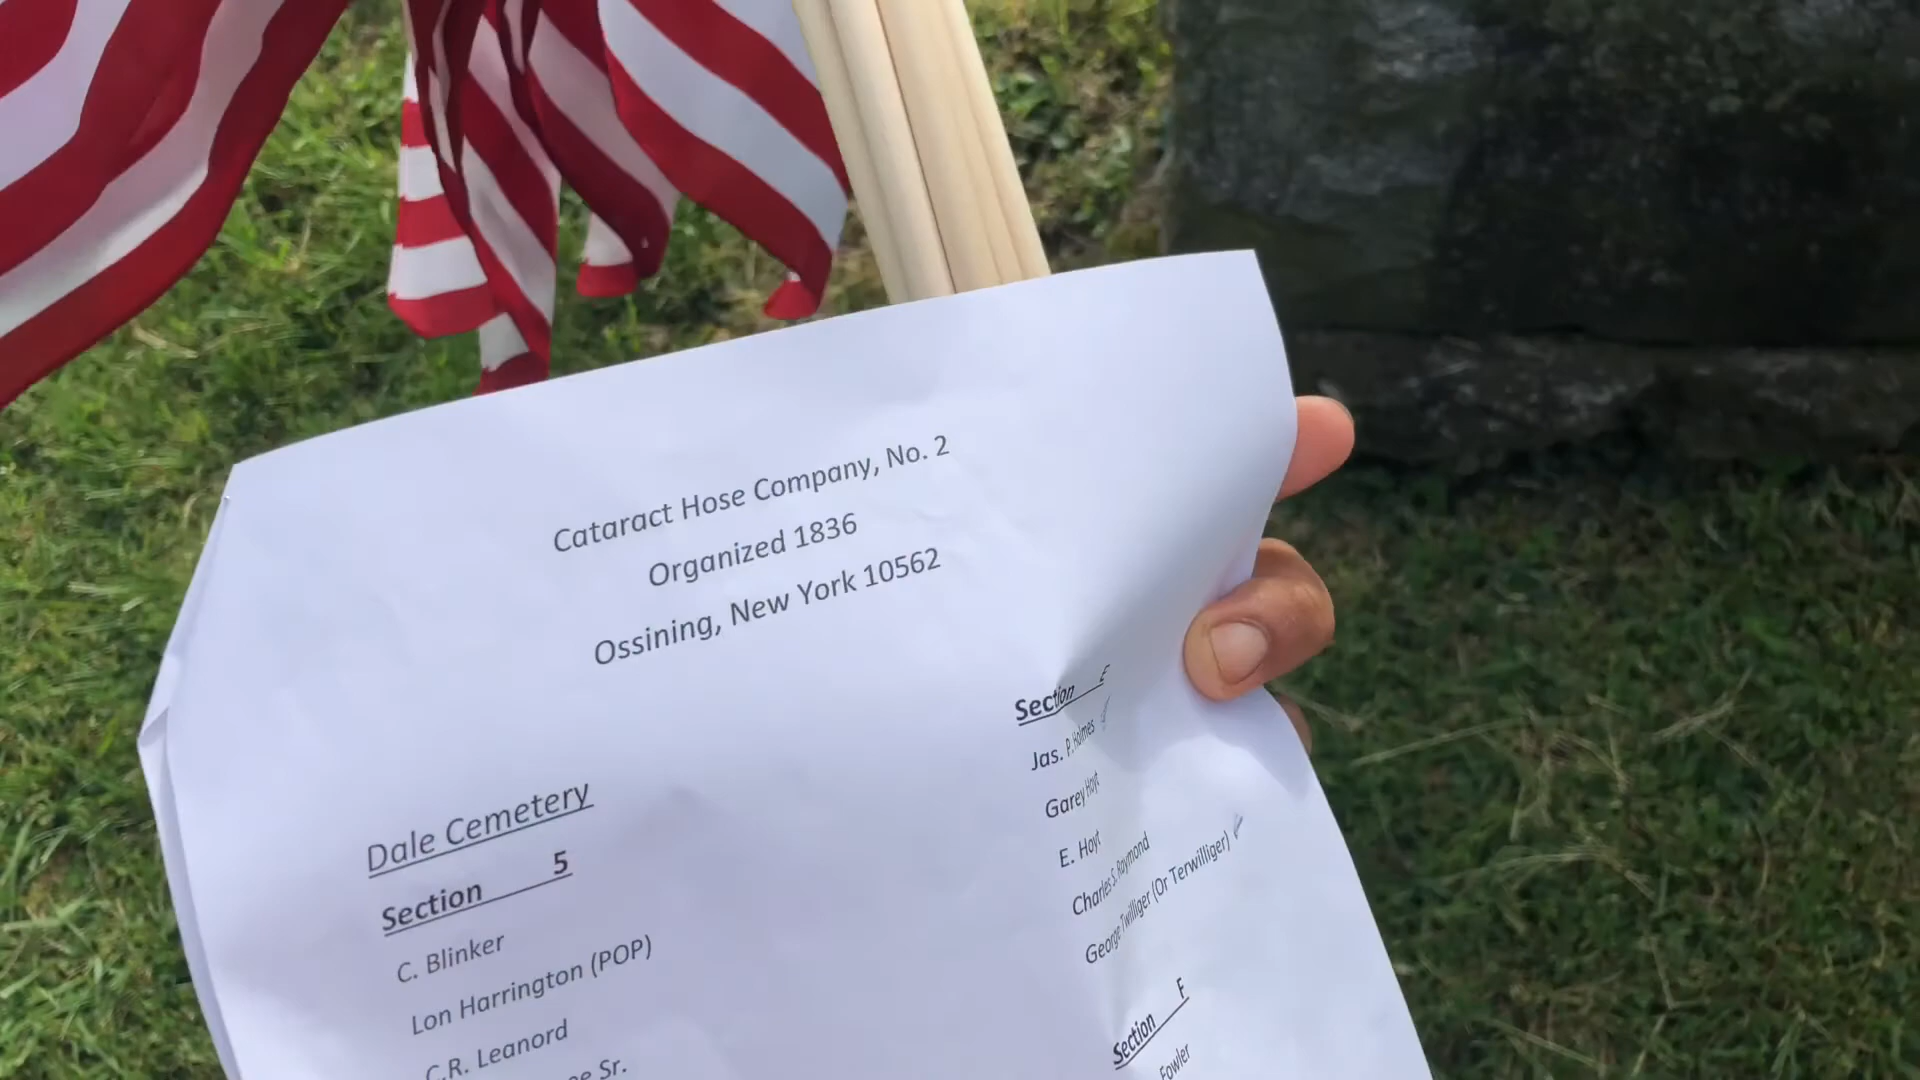 Cataract Hose Company, No. 2
Organized 1836
Ossining, New York 10562
Dale Cemetery
Section 5
C. Blinker
Lon Harrington (POP)
C.R. Leanord
Sr.
Section E
Jas. P. Holmes
Garey Hoyt
E. Hoyt
Charles S. Raymond
George Twilliger (Or Terwilliger)
Section F
Fowler